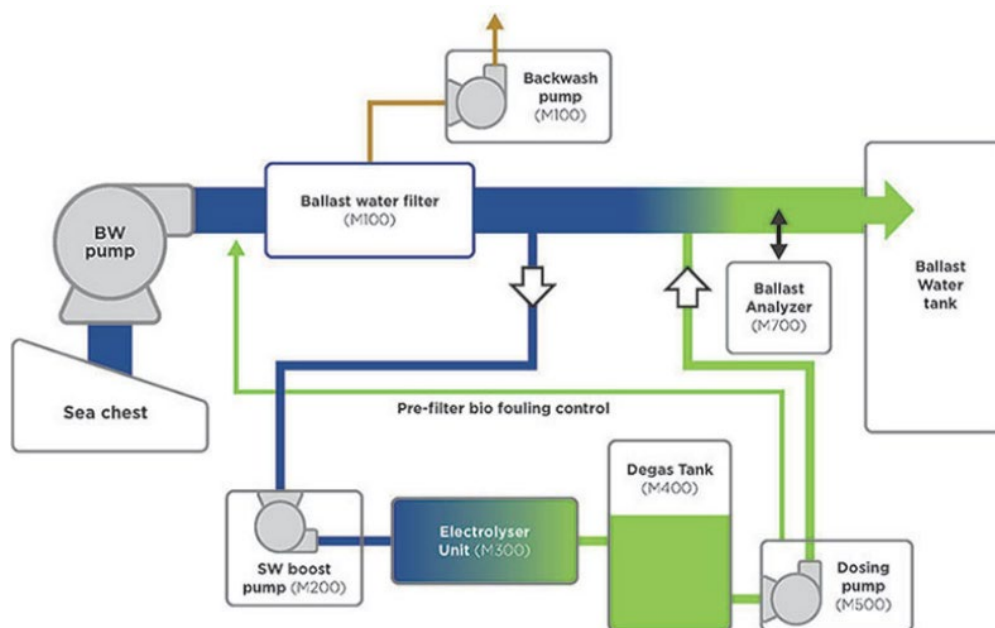 Backwash
pump
(M100)
Ballast water filter
(M100)
BW
pump
Ballast
Analyzer
(M700)
Ballast
Water
tank
Sea chest
Pre-filter bio fouling control
Degas Tank
(M400)
Electrolyser
Unit (M300)
SW boost
pump (M200)
Dosing
pump
(M500)